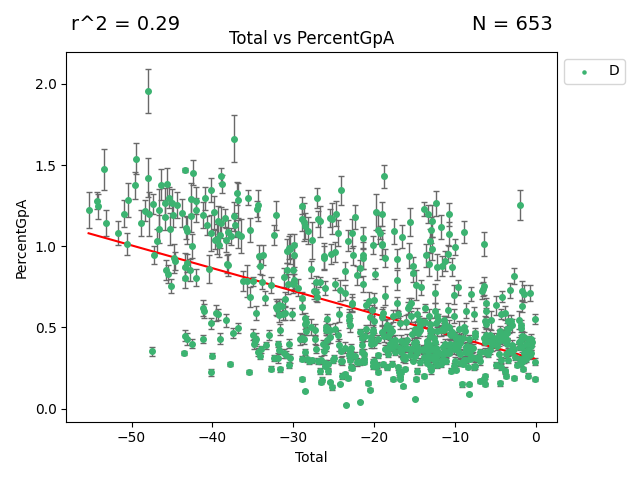 r^2 = 0.29
N = 653
Total vs PercentGpA
D
PercentGpA
2.0
1.5
1.0
0.5
0.0
−50
−40
−30
−20
−10
0
Total